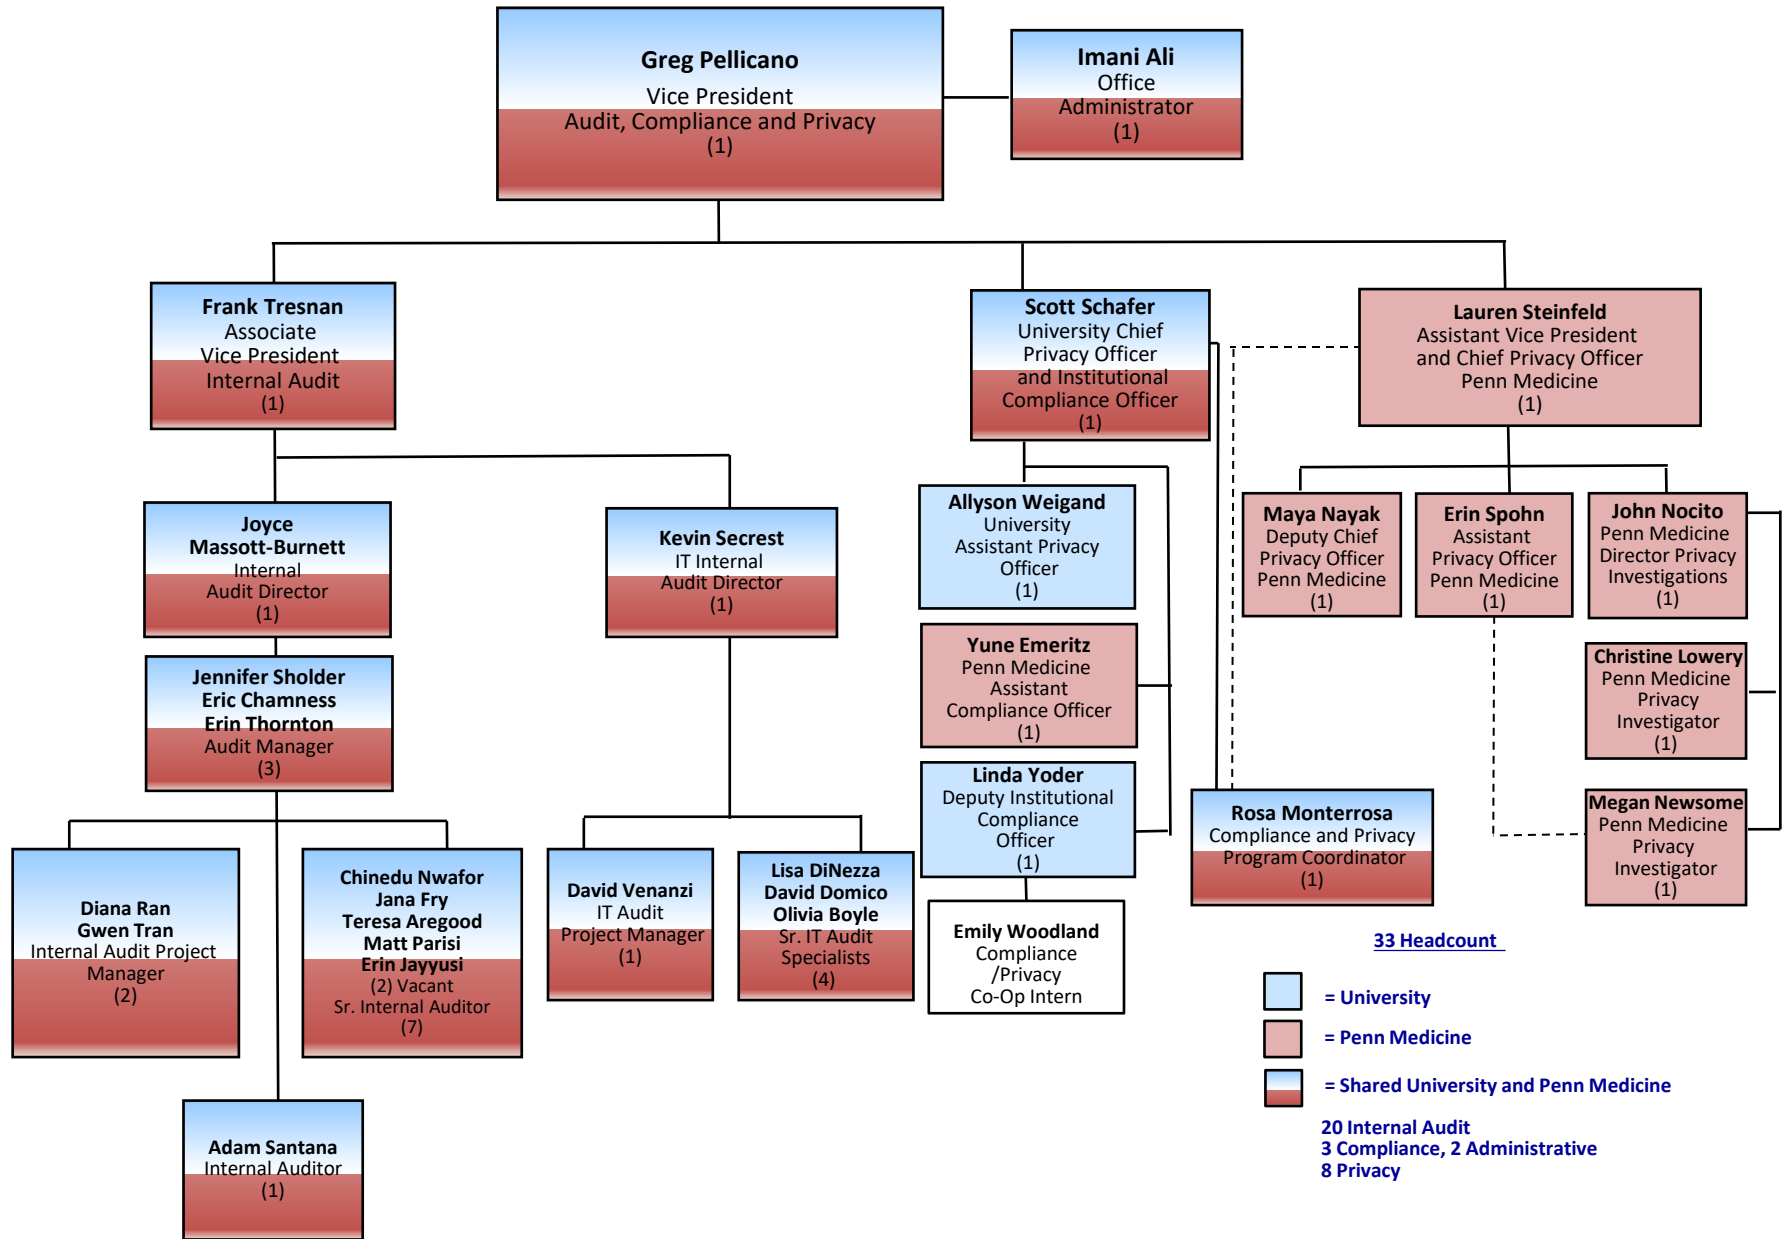 Greg Pellicano
Vice President
Audit, Compliance and Privacy
(1)
Imani Ali
Office
Administrator
(1)
Frank Tresnan
Associate
Vice President
Internal Audit
(1)
Scott Schafer
University Chief
Privacy Officer
and Institutional
Compliance Officer
(1)
Lauren Steinfeld
Assistant Vice President
and Chief Privacy Officer
Penn Medicine
(1)
Joyce
Massott-Burnett
Internal
Audit Director
(1)
Kevin Secrest
IT Internal
Audit Director
(1)
Allyson Weigand
University
Assistant Privacy
Officer
(1)
Maya Nayak
Deputy Chief
Privacy Officer
Penn Medicine
(1)
Erin Spohn
Assistant
Privacy Officer
Penn Medicine
(1)
John Nocito
Penn Medicine
Director Privacy
Investigations
(1)
Jennifer Sholder
Eric Chamness
Erin Thornton
Audit Manager
(3)
Yune Emeritz
Penn Medicine
Assistant
Compliance Officer
(1)
Christine Lowery
Penn Medicine
Privacy
Investigator
(1)
Linda Yoder
Deputy Institutional
Compliance
Officer
(1)
Rosa Monterrosa
Compliance and Privacy
Program Coordinator
(1)
Megan Newsome
Penn Medicine
Privacy
Investigator
(1)
Diana Ran
Gwen Tran
Internal Audit Project
Manager
(2)
Chinedu Nwafor
Jana Fry
Teresa Aregood
Matt Parisi
Erin Jayyusi
(2) Vacant
Sr. Internal Auditor
(7)
David Venanzi
IT Audit
Project Manager
(1)
Lisa DiNezza
David Domico
Olivia Boyle
Sr. IT Audit
Specialists
(4)
Emily Woodland
Compliance
/Privacy
Co-Op Intern
Adam Santana
Internal Auditor
(1)
33 Headcount
= University
= Penn Medicine
= Shared University and Penn Medicine
20 Internal Audit
3 Compliance, 2 Administrative
8 Privacy